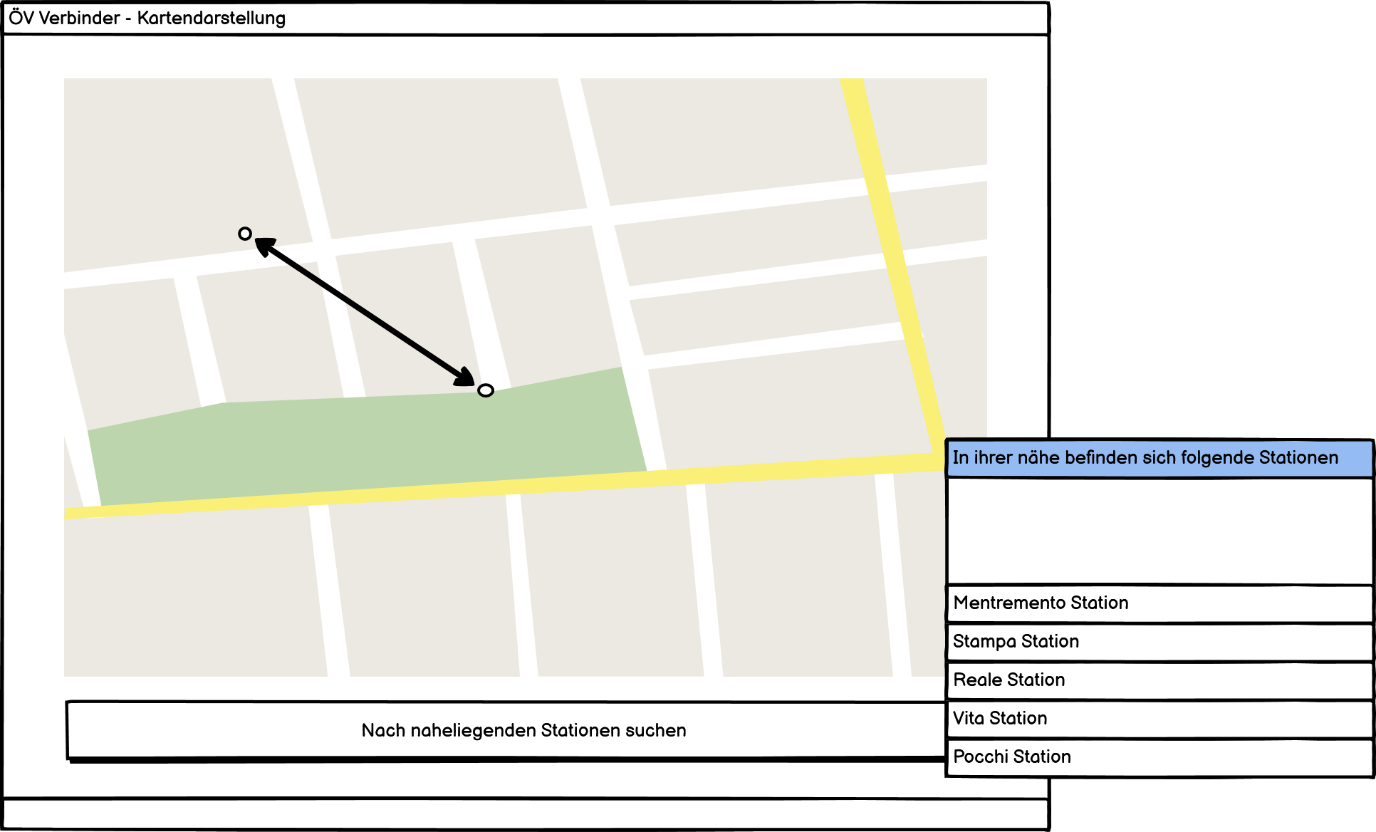 ÖV Verbinder - Kartendarstellung
In ihrer nähe befinden sich folgende Stationen
Mentremento Station
Stampa Station
Reale Station
Vita Station
Pocchi Station
Nach naheliegenden Stationen suchen